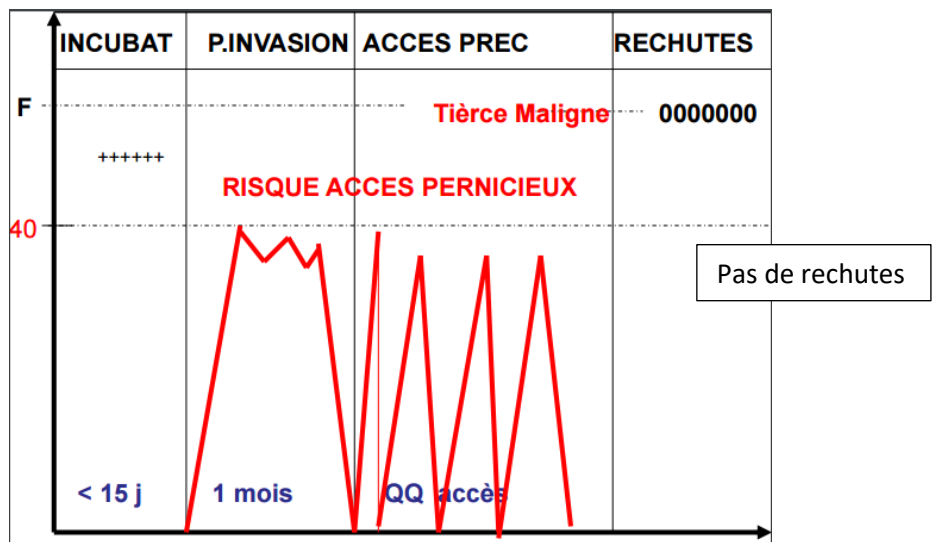 INCUBAT P.INVASION ACCES PREC RECHUTES
F Tièrce Maligne 0000000
++++++
RISQUE ACCES PERNICIEUX
40
Pas de rechutes
< 15 j 1 mois QQ accès